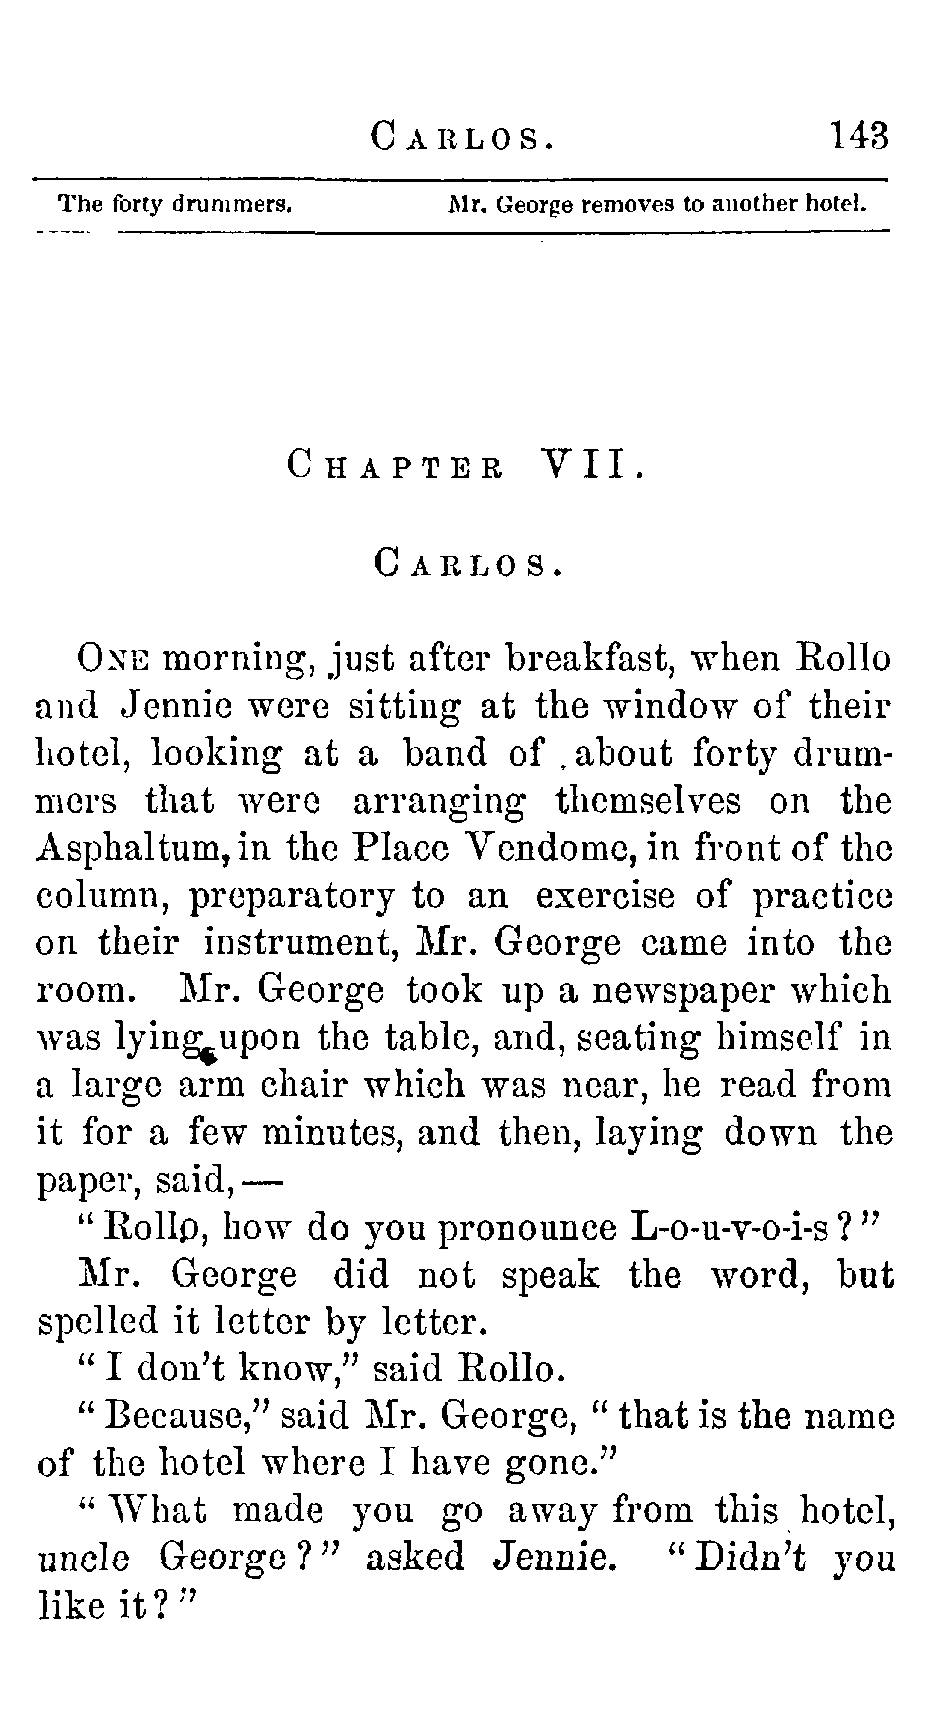 CARLOS. 143
The forty drummers. Mr. George removes to another hotel.
CHAPTER VII.
CARLOS.
ONE morning, just after breakfast, when Rollo
and Jennie were sitting at the window of their
hotel, looking at a band of about forty drum-
mers that were arranging themselves on the
Asphaltum, in the Place Vendome, in front of the
column, preparatory to an exercise of practice
on their instrument, Mr. George came into the
room. Mr. George took up a newspaper which
was lying upon the table, and, seating himself in
a large arm chair which was near, he read from
it for a few minutes, and then, laying down the
paper, said,—
“Rollo, how do you pronounce L-o-u-v-o-i-s?”
Mr. George did not speak the word, but
spelled it letter by letter.
“I don’t know,” said Rollo.
“Because,” said Mr. George, “that is the name
of the hotel where I have gone.”
“What made you go away from this hotel,
uncle George?” asked Jennie. “Didn’t you
like it?”